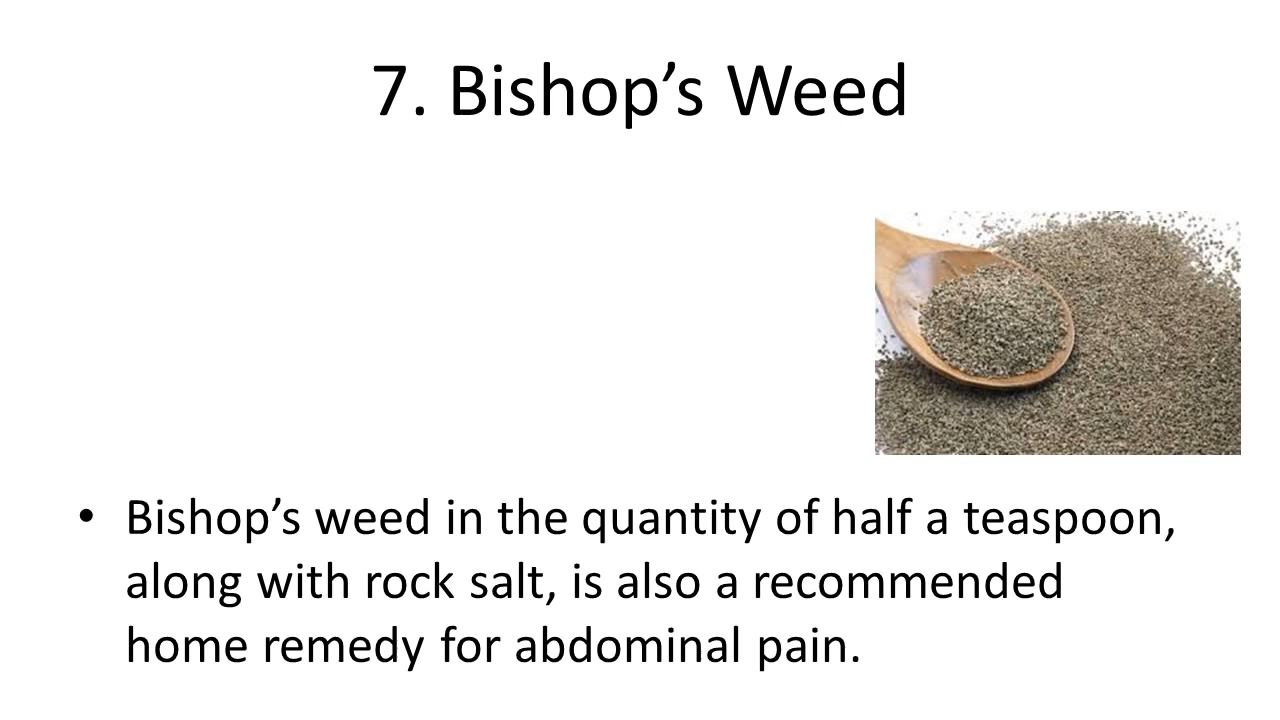 7. Bishop’s Weed
• Bishop’s weed in the quantity of half a teaspoon,
along with rock salt, is also a recommended
home remedy for abdominal pain.